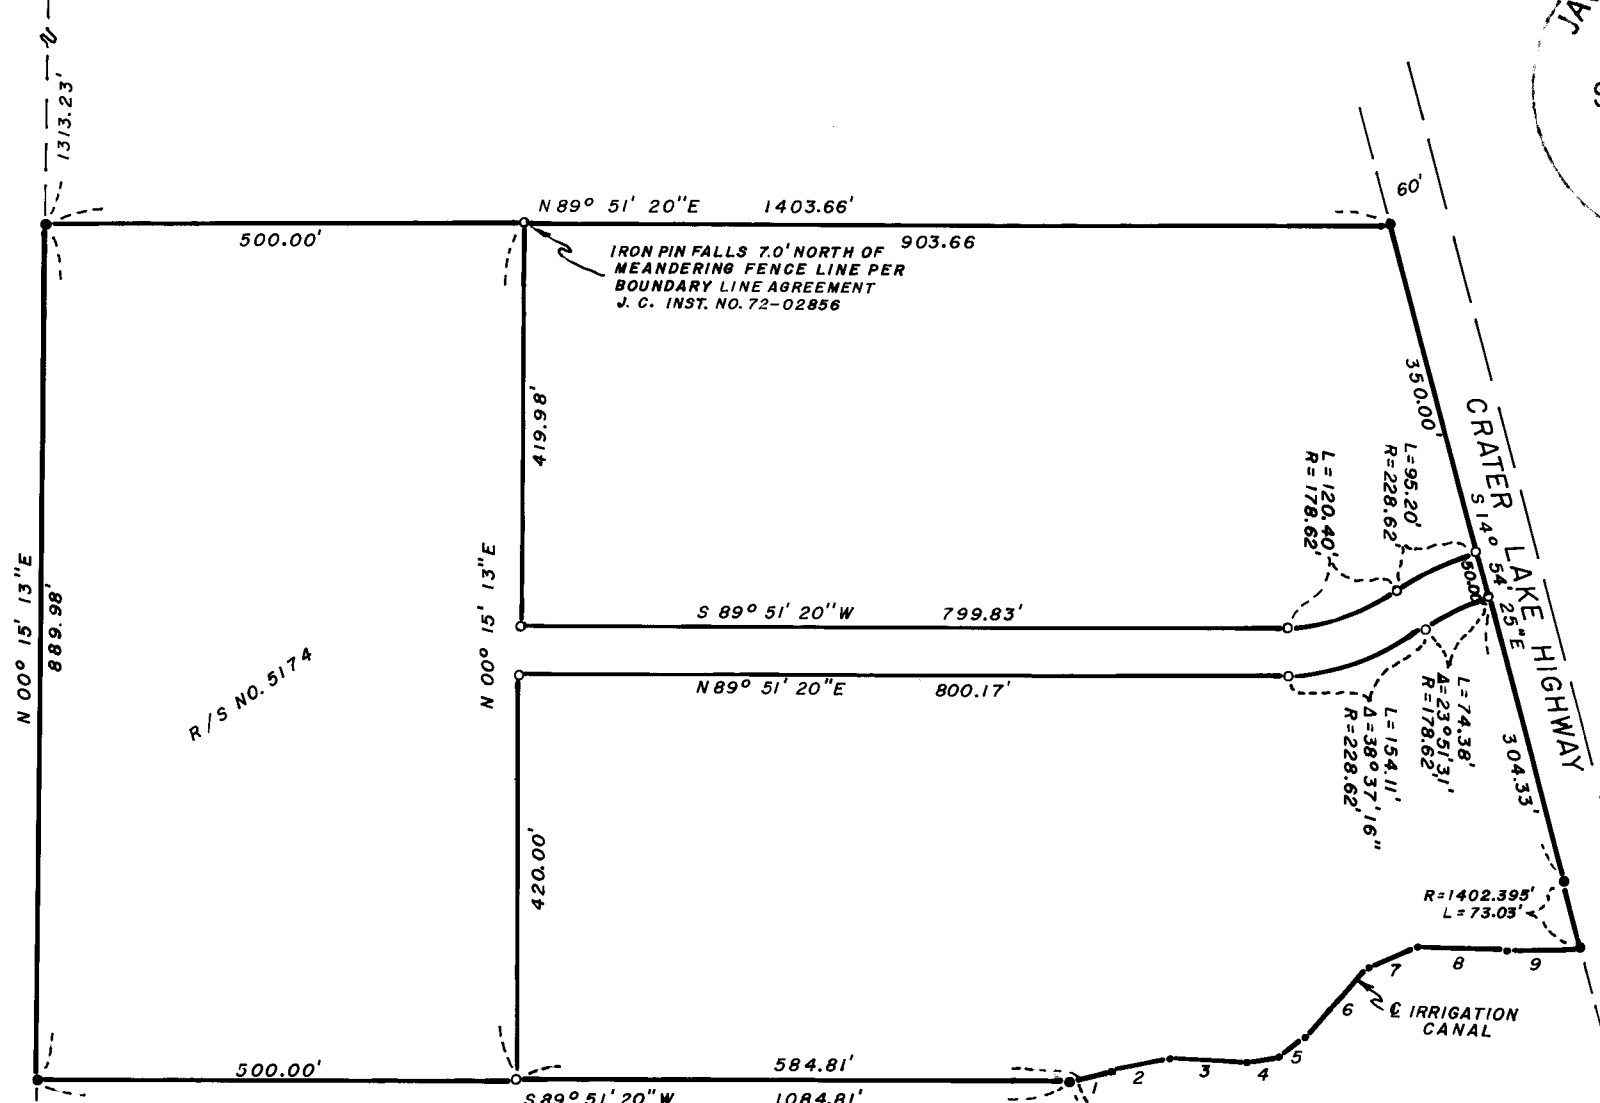 JA
1313.23'
60'
N 89° 51' 20"E 1403.66'
500.00'
903.66
IRON PIN FALLS 7.0' NORTH OF
MEANDERING FENCE LINE PER
BOUNDARY LINE AGREEMENT
J. C. INST. NO. 72-02856
350.00'
419.98'
CRATER LAKE HIGHWAY
S 14° 54' 25"E
L=95.20'
R=228.62'
L=120.40'
R=178.62'
50.00'
N 00° 15' 13"E
889.98'
N 00° 15' 13"E
S 89° 51' 20"W 799.83'
N 89° 51' 20"E 800.17'
R/S NO. 5174
L=74.38'
Δ=23°51'31"
R=178.62'
L=154.11'
Δ=38°37'16"
R=228.62'
304.33'
420.00'
R=1402.395'
L=73.03'
7
8
9
6
℄ IRRIGATION
CANAL
5
4
3
2
1
500.00'
584.81'
S 89° 51' 20"W 1084.81'